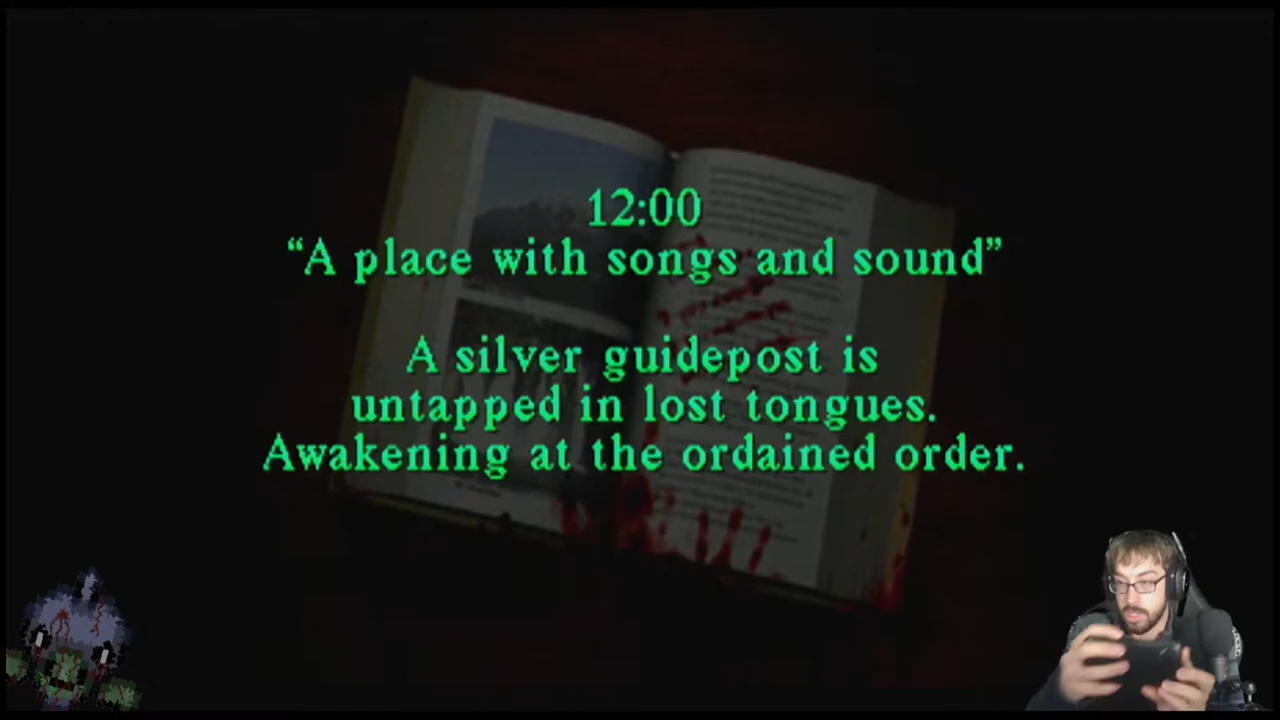 12:00
“A place with songs and sound”
A silver guidepost is
untapped in lost tongues.
Awakening at the ordained order.